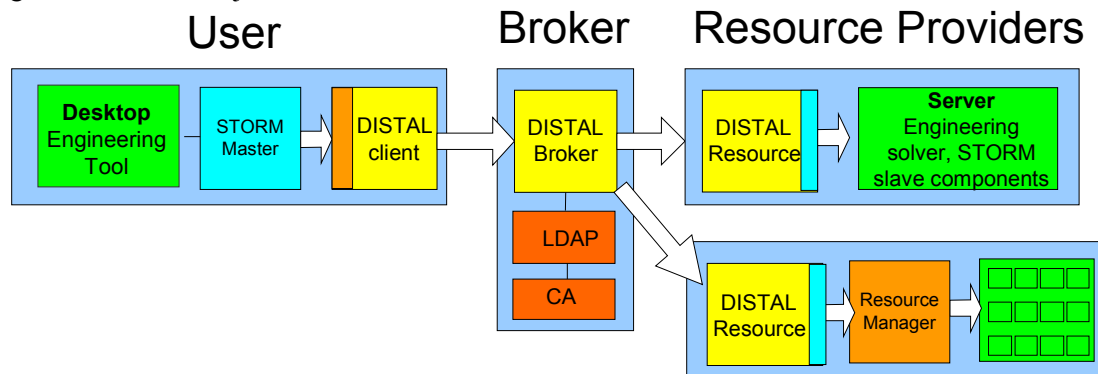 User
Broker
Resource Providers
Desktop
Engineering
Tool
STORM
Master
DISTAL
client
DISTAL
Broker
LDAP
CA
DISTAL
Resource
Server
Engineering
solver, STORM
slave components
DISTAL
Resource
Resource
Manager